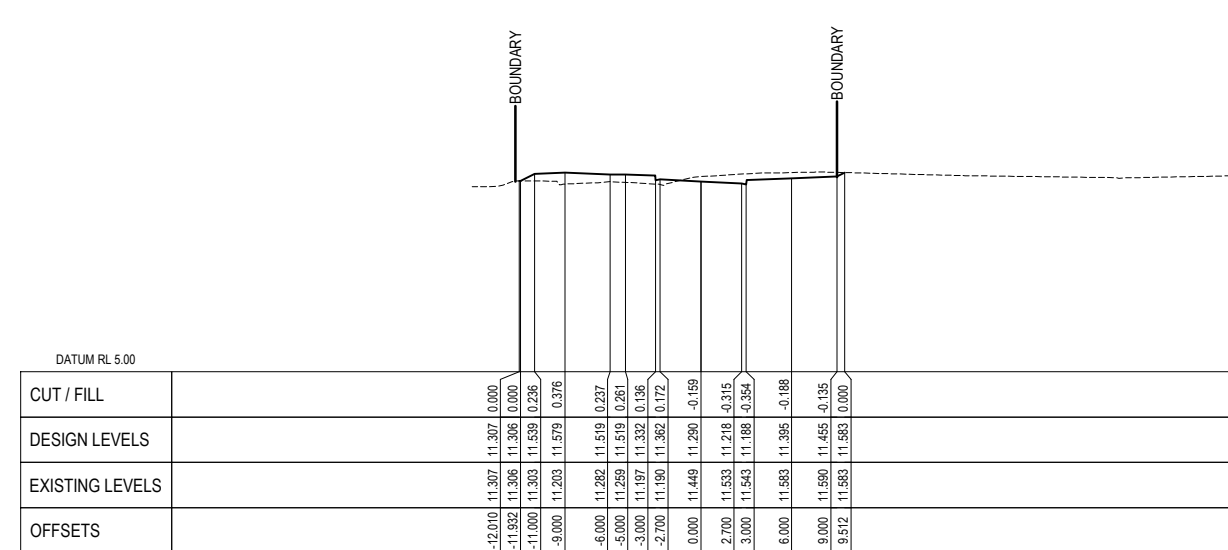 BOUNDARY
BOUNDARY
DATUM RL 5.00
CUT / FILL 0.000 0.000 0.236 0.376 0.237 0.261 0.136 0.172 -0.159 -0.315 -0.354 -0.188 -0.135 0.000
DESIGN LEVELS 11.307 11.306 11.539 11.579 11.519 11.519 11.332 11.362 11.290 11.218 11.188 11.395 11.455 11.583
EXISTING LEVELS 11.307 11.306 11.303 11.203 11.282 11.259 11.197 11.190 11.449 11.533 11.543 11.583 11.590 11.583
OFFSETS -12.010 -11.932 -11.000 -9.000 -6.000 -5.000 -3.000 -2.700 0.000 2.700 3.000 6.000 9.000 9.512